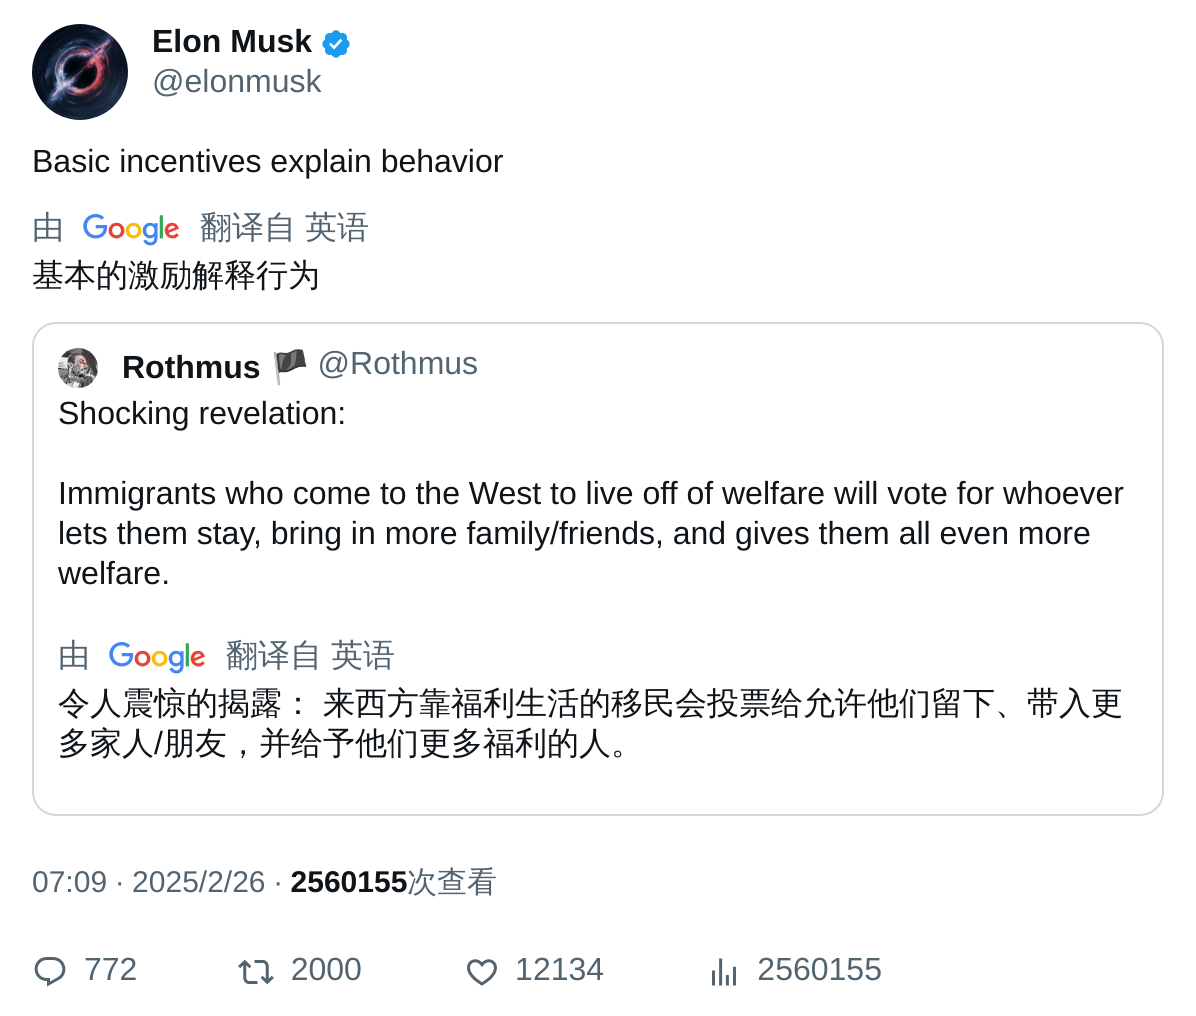 Elon Musk
@elonmusk
Basic incentives explain behavior
由 Google 翻译自 英语
基本的激励解释行为
Rothmus 🏴 @Rothmus
Shocking revelation:
Immigrants who come to the West to live off of welfare will vote for whoever
lets them stay, bring in more family/friends, and gives them all even more
welfare.
由 Google 翻译自 英语
令人震惊的揭露： 来西方靠福利生活的移民会投票给允许他们留下、带入更
多家人/朋友，并给予他们更多福利的人。
07:09 · 2025/2/26 · 2560155次查看
772 2000 12134 2560155